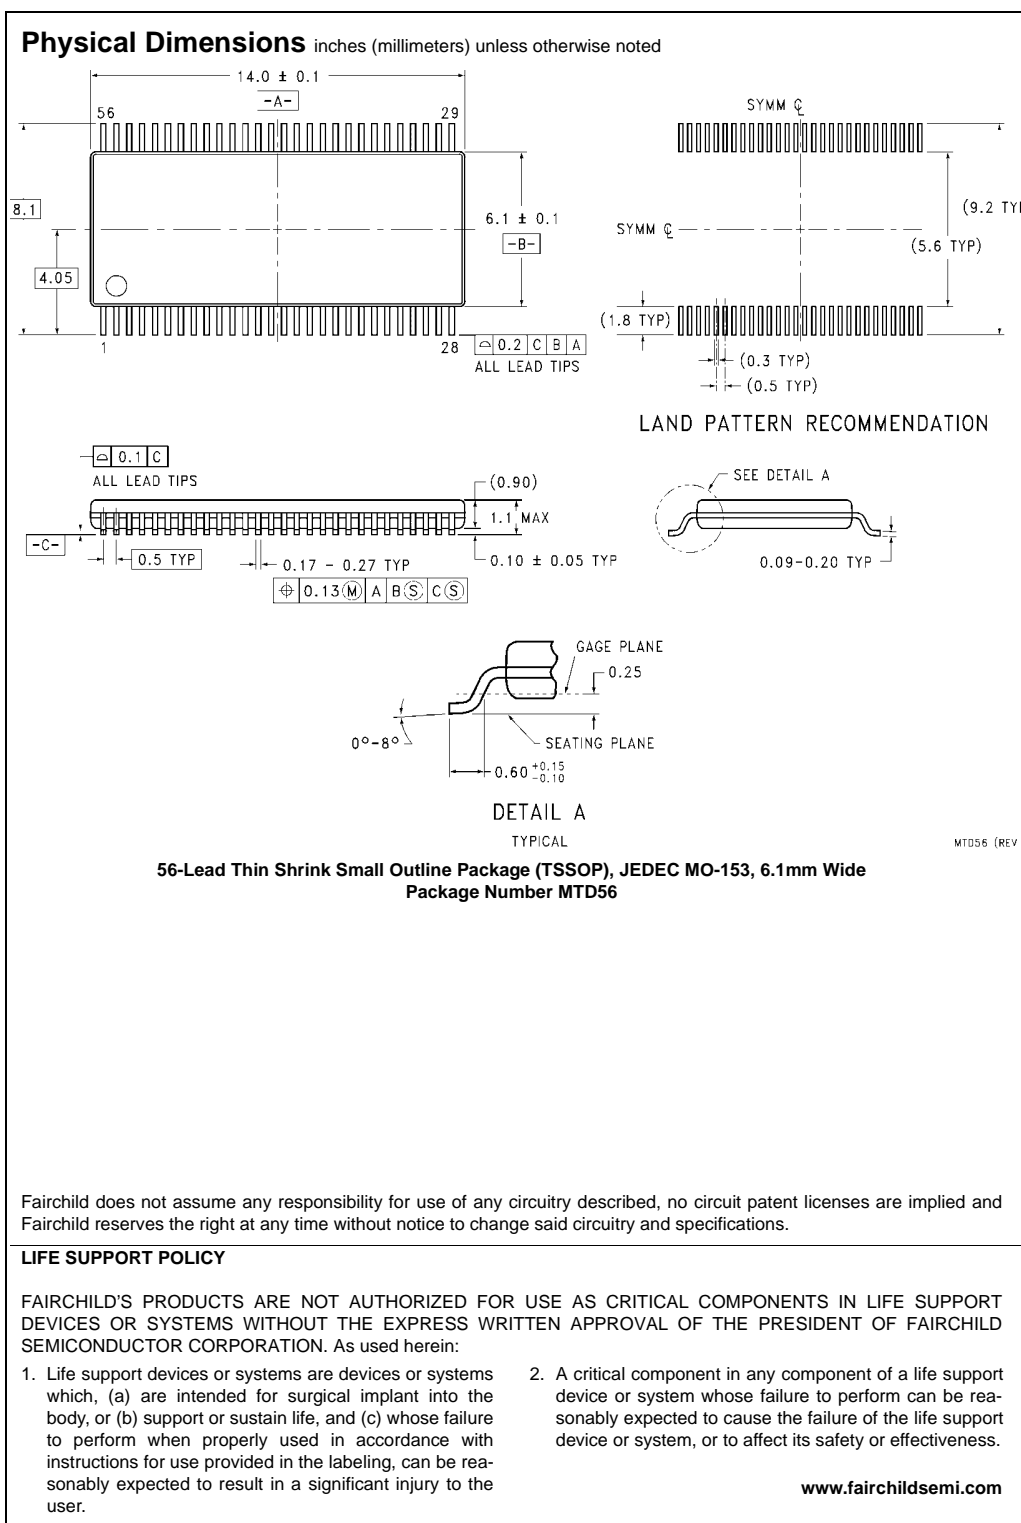 Physical Dimensions inches (millimeters) unless otherwise noted
14.0 ± 0.1
-A-
56
29
8.1
4.05
6.1 ± 0.1
-B-
1
28
0.2 C B A
ALL LEAD TIPS
SYMM ℄
SYMM ℄
(9.2 TY
(5.6 TYP)
(1.8 TYP)
(0.3 TYP)
(0.5 TYP)
LAND PATTERN RECOMMENDATION
0.1 C
ALL LEAD TIPS
(0.90)
1.1 MAX
-C-
0.5 TYP
0.17 - 0.27 TYP
0.10 ± 0.05 TYP
⌖ 0.13Ⓜ A BⓈ CⓈ
SEE DETAIL A
0.09-0.20 TYP
GAGE PLANE
0.25
0°-8°
SEATING PLANE
0.60 +0.15 -0.10
DETAIL A
TYPICAL
MTD56 (REV
56-Lead Thin Shrink Small Outline Package (TSSOP), JEDEC MO-153, 6.1mm Wide
Package Number MTD56
Fairchild does not assume any responsibility for use of any circuitry described, no circuit patent licenses are implied and
Fairchild reserves the right at any time without notice to change said circuitry and specifications.
LIFE SUPPORT POLICY
FAIRCHILD'S PRODUCTS ARE NOT AUTHORIZED FOR USE AS CRITICAL COMPONENTS IN LIFE SUPPORT
DEVICES OR SYSTEMS WITHOUT THE EXPRESS WRITTEN APPROVAL OF THE PRESIDENT OF FAIRCHILD
SEMICONDUCTOR CORPORATION. As used herein:
1. Life support devices or systems are devices or systems
which, (a) are intended for surgical implant into the
body, or (b) support or sustain life, and (c) whose failure
to perform when properly used in accordance with
instructions for use provided in the labeling, can be rea-
sonably expected to result in a significant injury to the
user.
2. A critical component in any component of a life support
device or system whose failure to perform can be rea-
sonably expected to cause the failure of the life support
device or system, or to affect its safety or effectiveness.
www.fairchildsemi.com